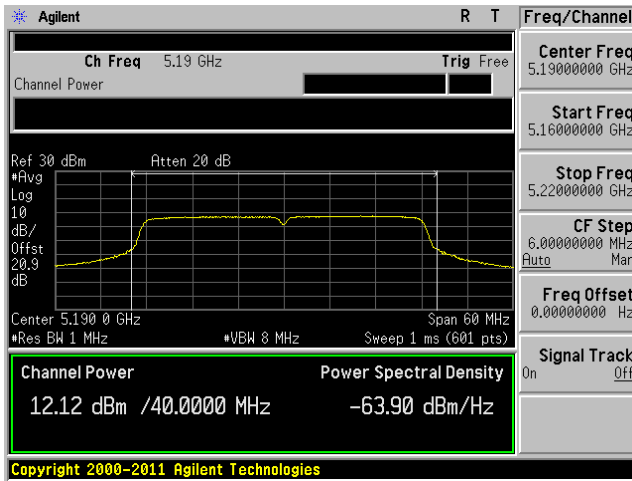 Agilent R T
Ch Freq 5.19 GHz Trig Free
Channel Power
Ref 30 dBm Atten 20 dB
#Avg
Log
10
dB/
Offst
20.9
dB
Center 5.190 0 GHz Span 60 MHz
#Res BW 1 MHz #VBW 8 MHz Sweep 1 ms (601 pts)
Channel Power Power Spectral Density
12.12 dBm /40.0000 MHz -63.90 dBm/Hz
Copyright 2000-2011 Agilent Technologies
Freq/Channel
Center Freq
5.19000000 GHz
Start Freq
5.16000000 GHz
Stop Freq
5.22000000 GHz
CF Step
6.00000000 MHz
Auto Man
Freq Offset
0.00000000 Hz
Signal Track
On Off